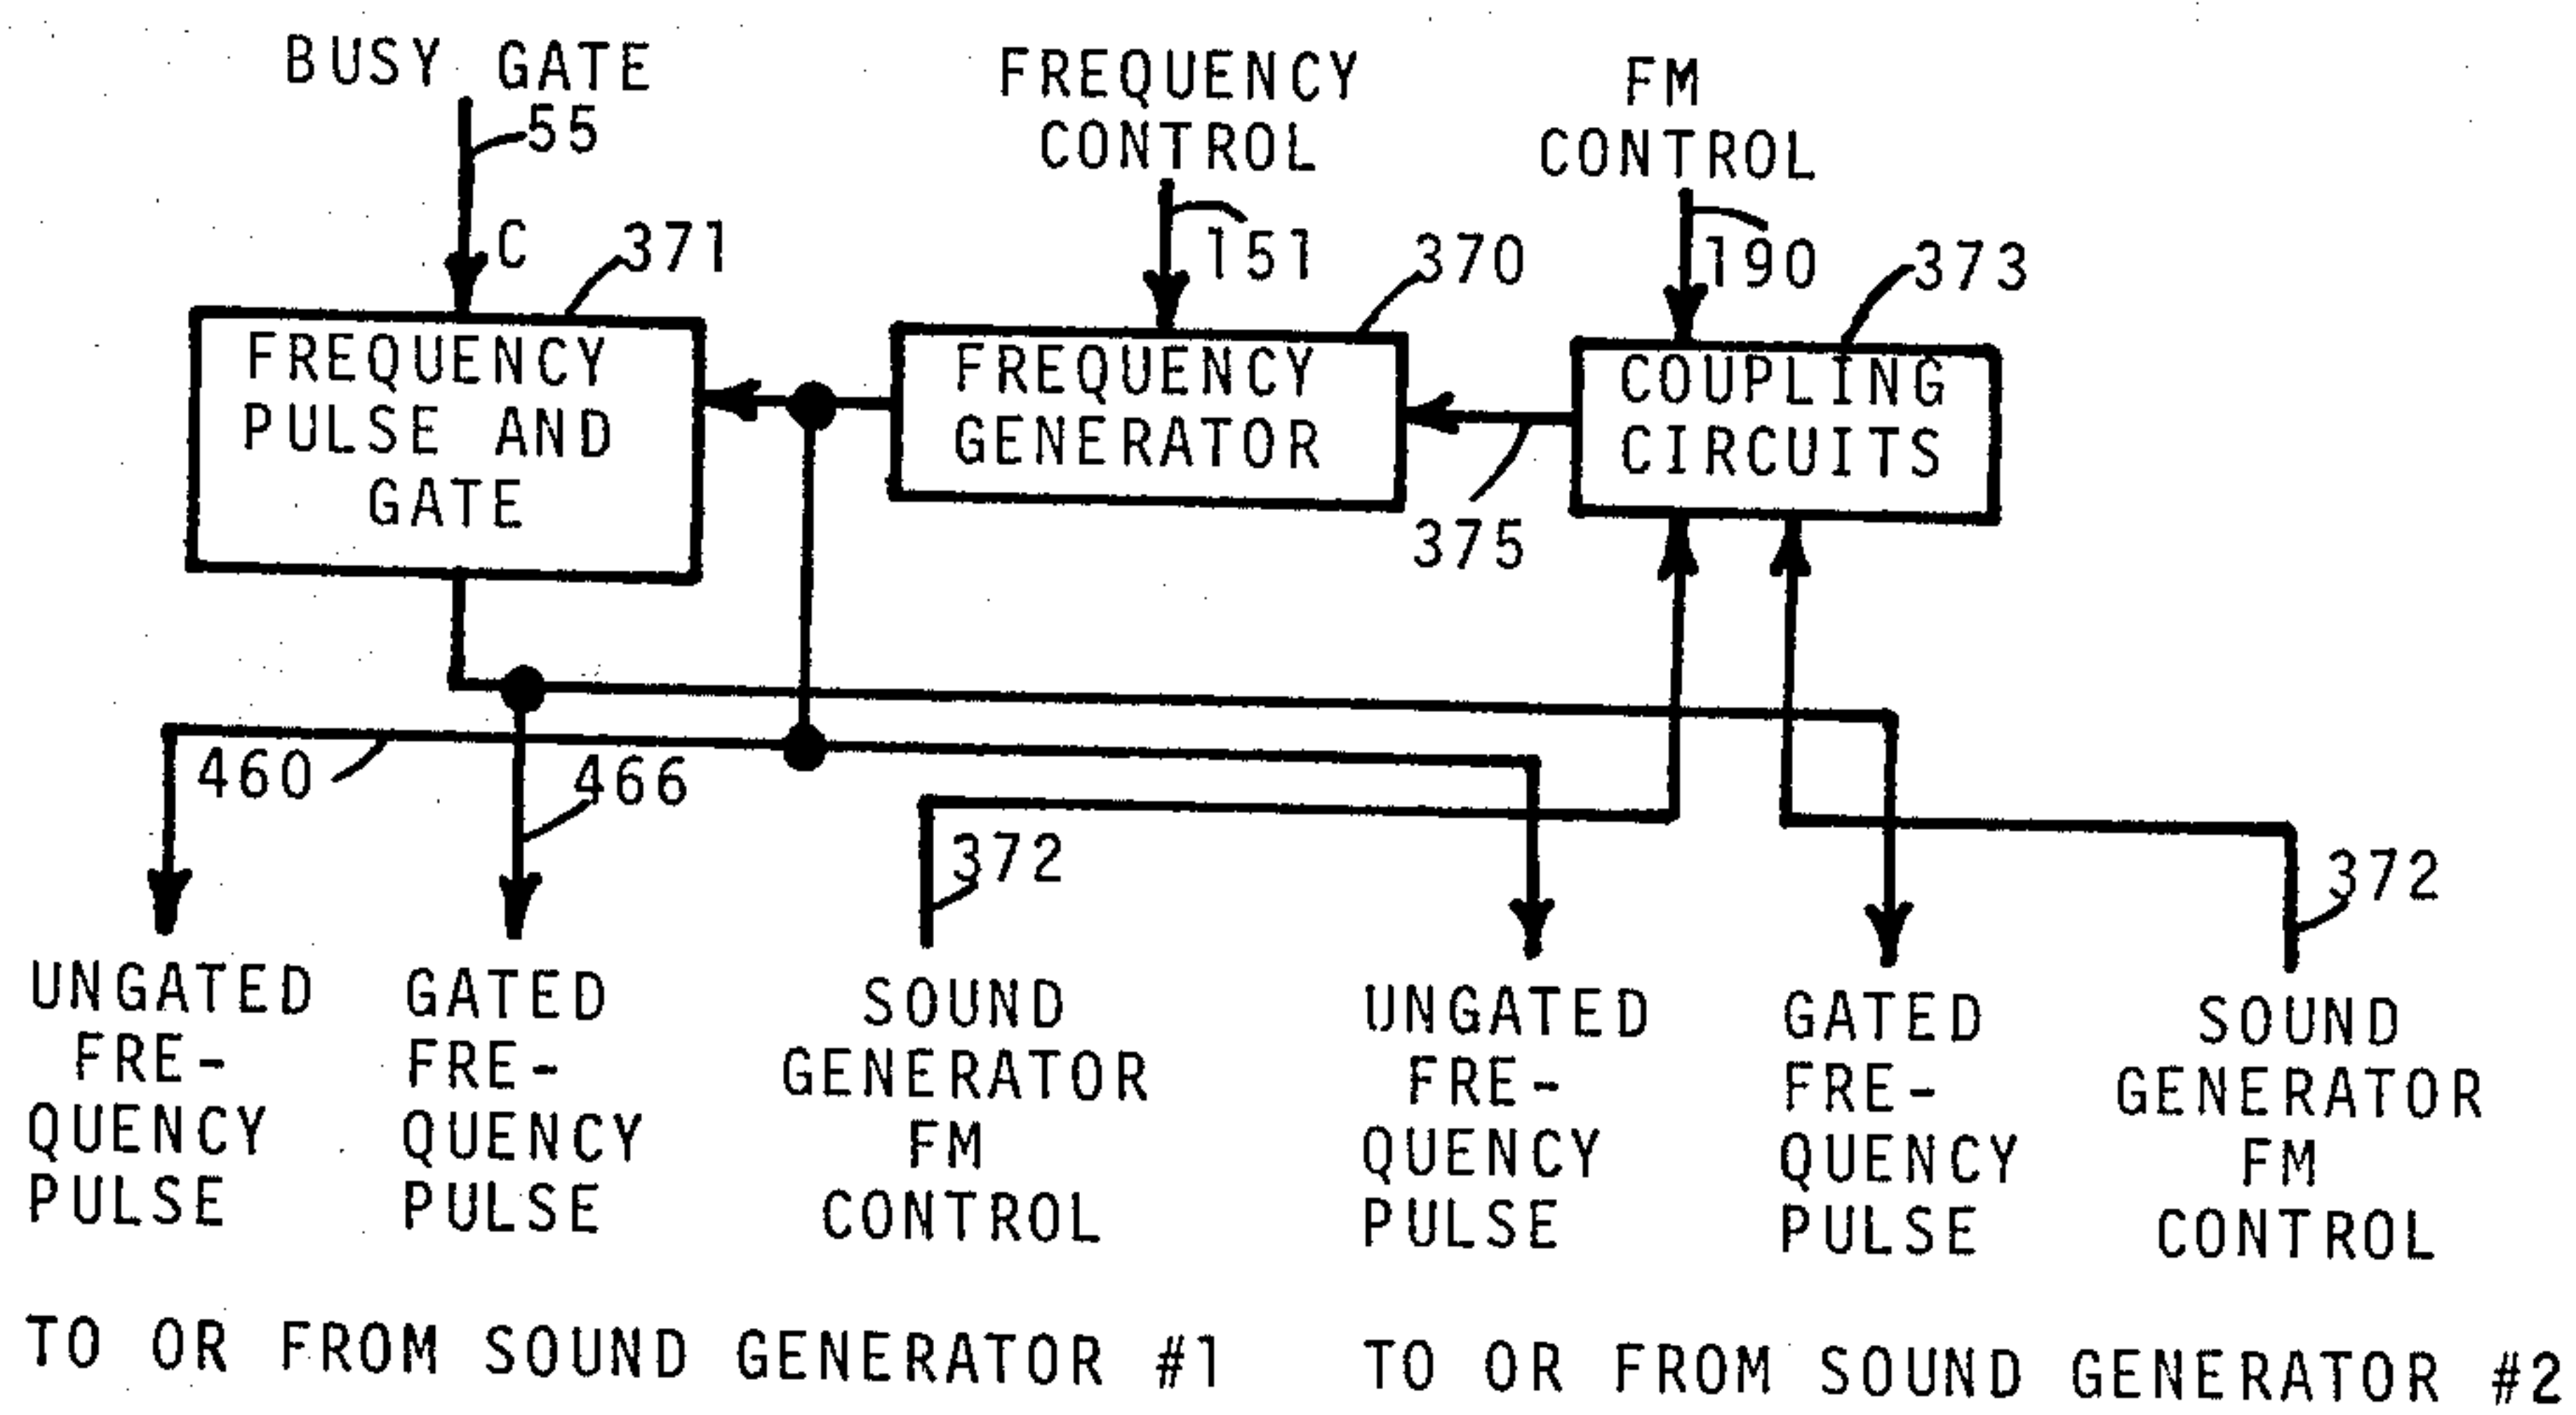 BUSY GATE
55
C
371
FREQUENCY
CONTROL
151
370
FM
CONTROL
190
373
FREQUENCY
PULSE AND
GATE
FREQUENCY
GENERATOR
COUPLING
CIRCUITS
375
460
466
372
372
UNGATED
FRE-
QUENCY
PULSE
GATED
FRE-
QUENCY
PULSE
SOUND
GENERATOR
FM
CONTROL
UNGATED
FRE-
QUENCY
PULSE
GATED
FRE-
QUENCY
PULSE
SOUND
GENERATOR
FM
CONTROL
TO OR FROM SOUND GENERATOR #1
TO OR FROM SOUND GENERATOR #2